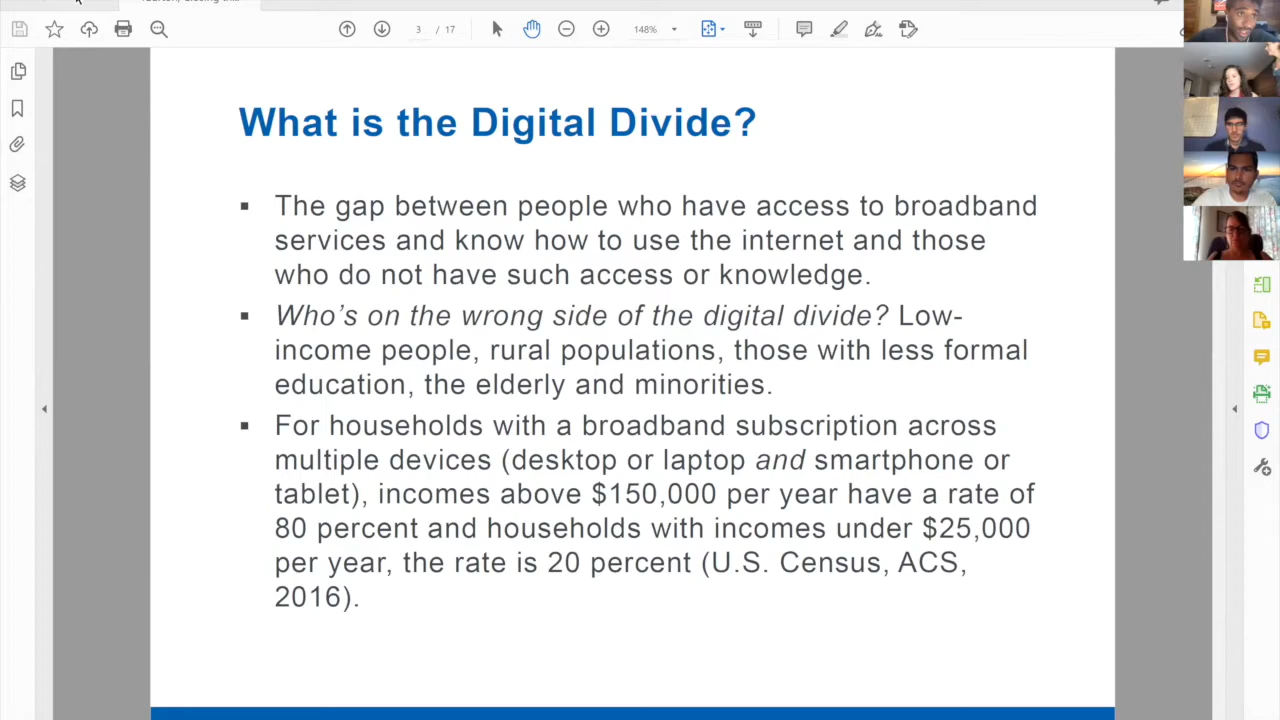 3 / 17
148%
What is the Digital Divide?
▪ The gap between people who have access to broadband
services and know how to use the internet and those
who do not have such access or knowledge.
▪ Who’s on the wrong side of the digital divide? Low-
income people, rural populations, those with less formal
education, the elderly and minorities.
▪ For households with a broadband subscription across
multiple devices (desktop or laptop and smartphone or
tablet), incomes above $150,000 per year have a rate of
80 percent and households with incomes under $25,000
per year, the rate is 20 percent (U.S. Census, ACS,
2016).